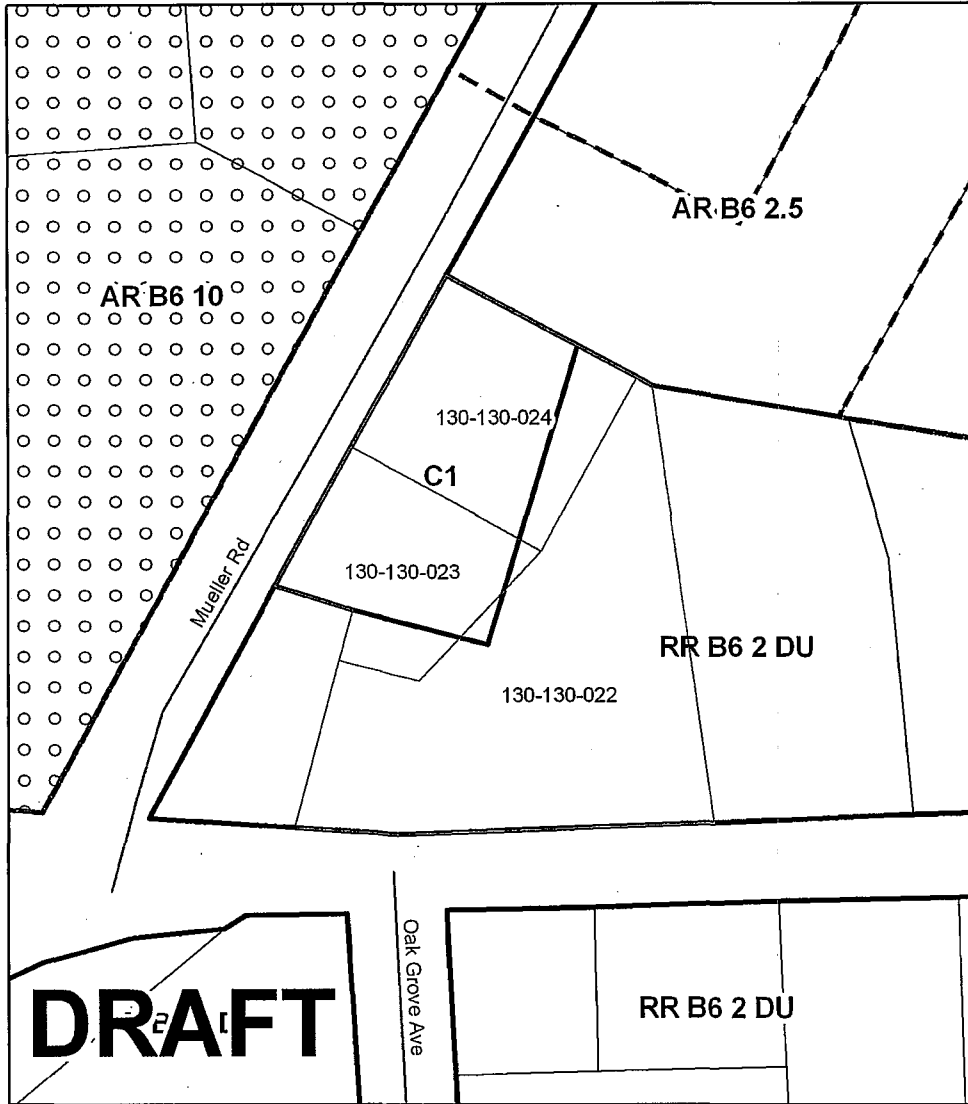 AR B6 2.5
AR B6 10
130-130-024
C1
Mueller Rd
130-130-023
RR B6 2 DU
130-130-022
Oak Grove Ave
DRAFT
RR B6 2 DU